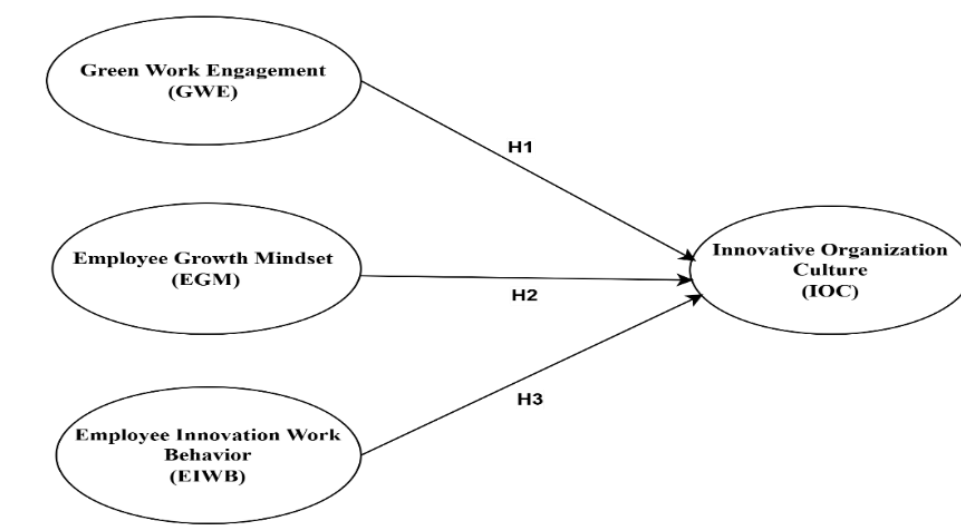 Green Work Engagement
(GWE)
H1
Employee Growth Mindset
(EGM)
H2
Innovative Organization
Culture
(IOC)
H3
Employee Innovation Work
Behavior
(EIWB)